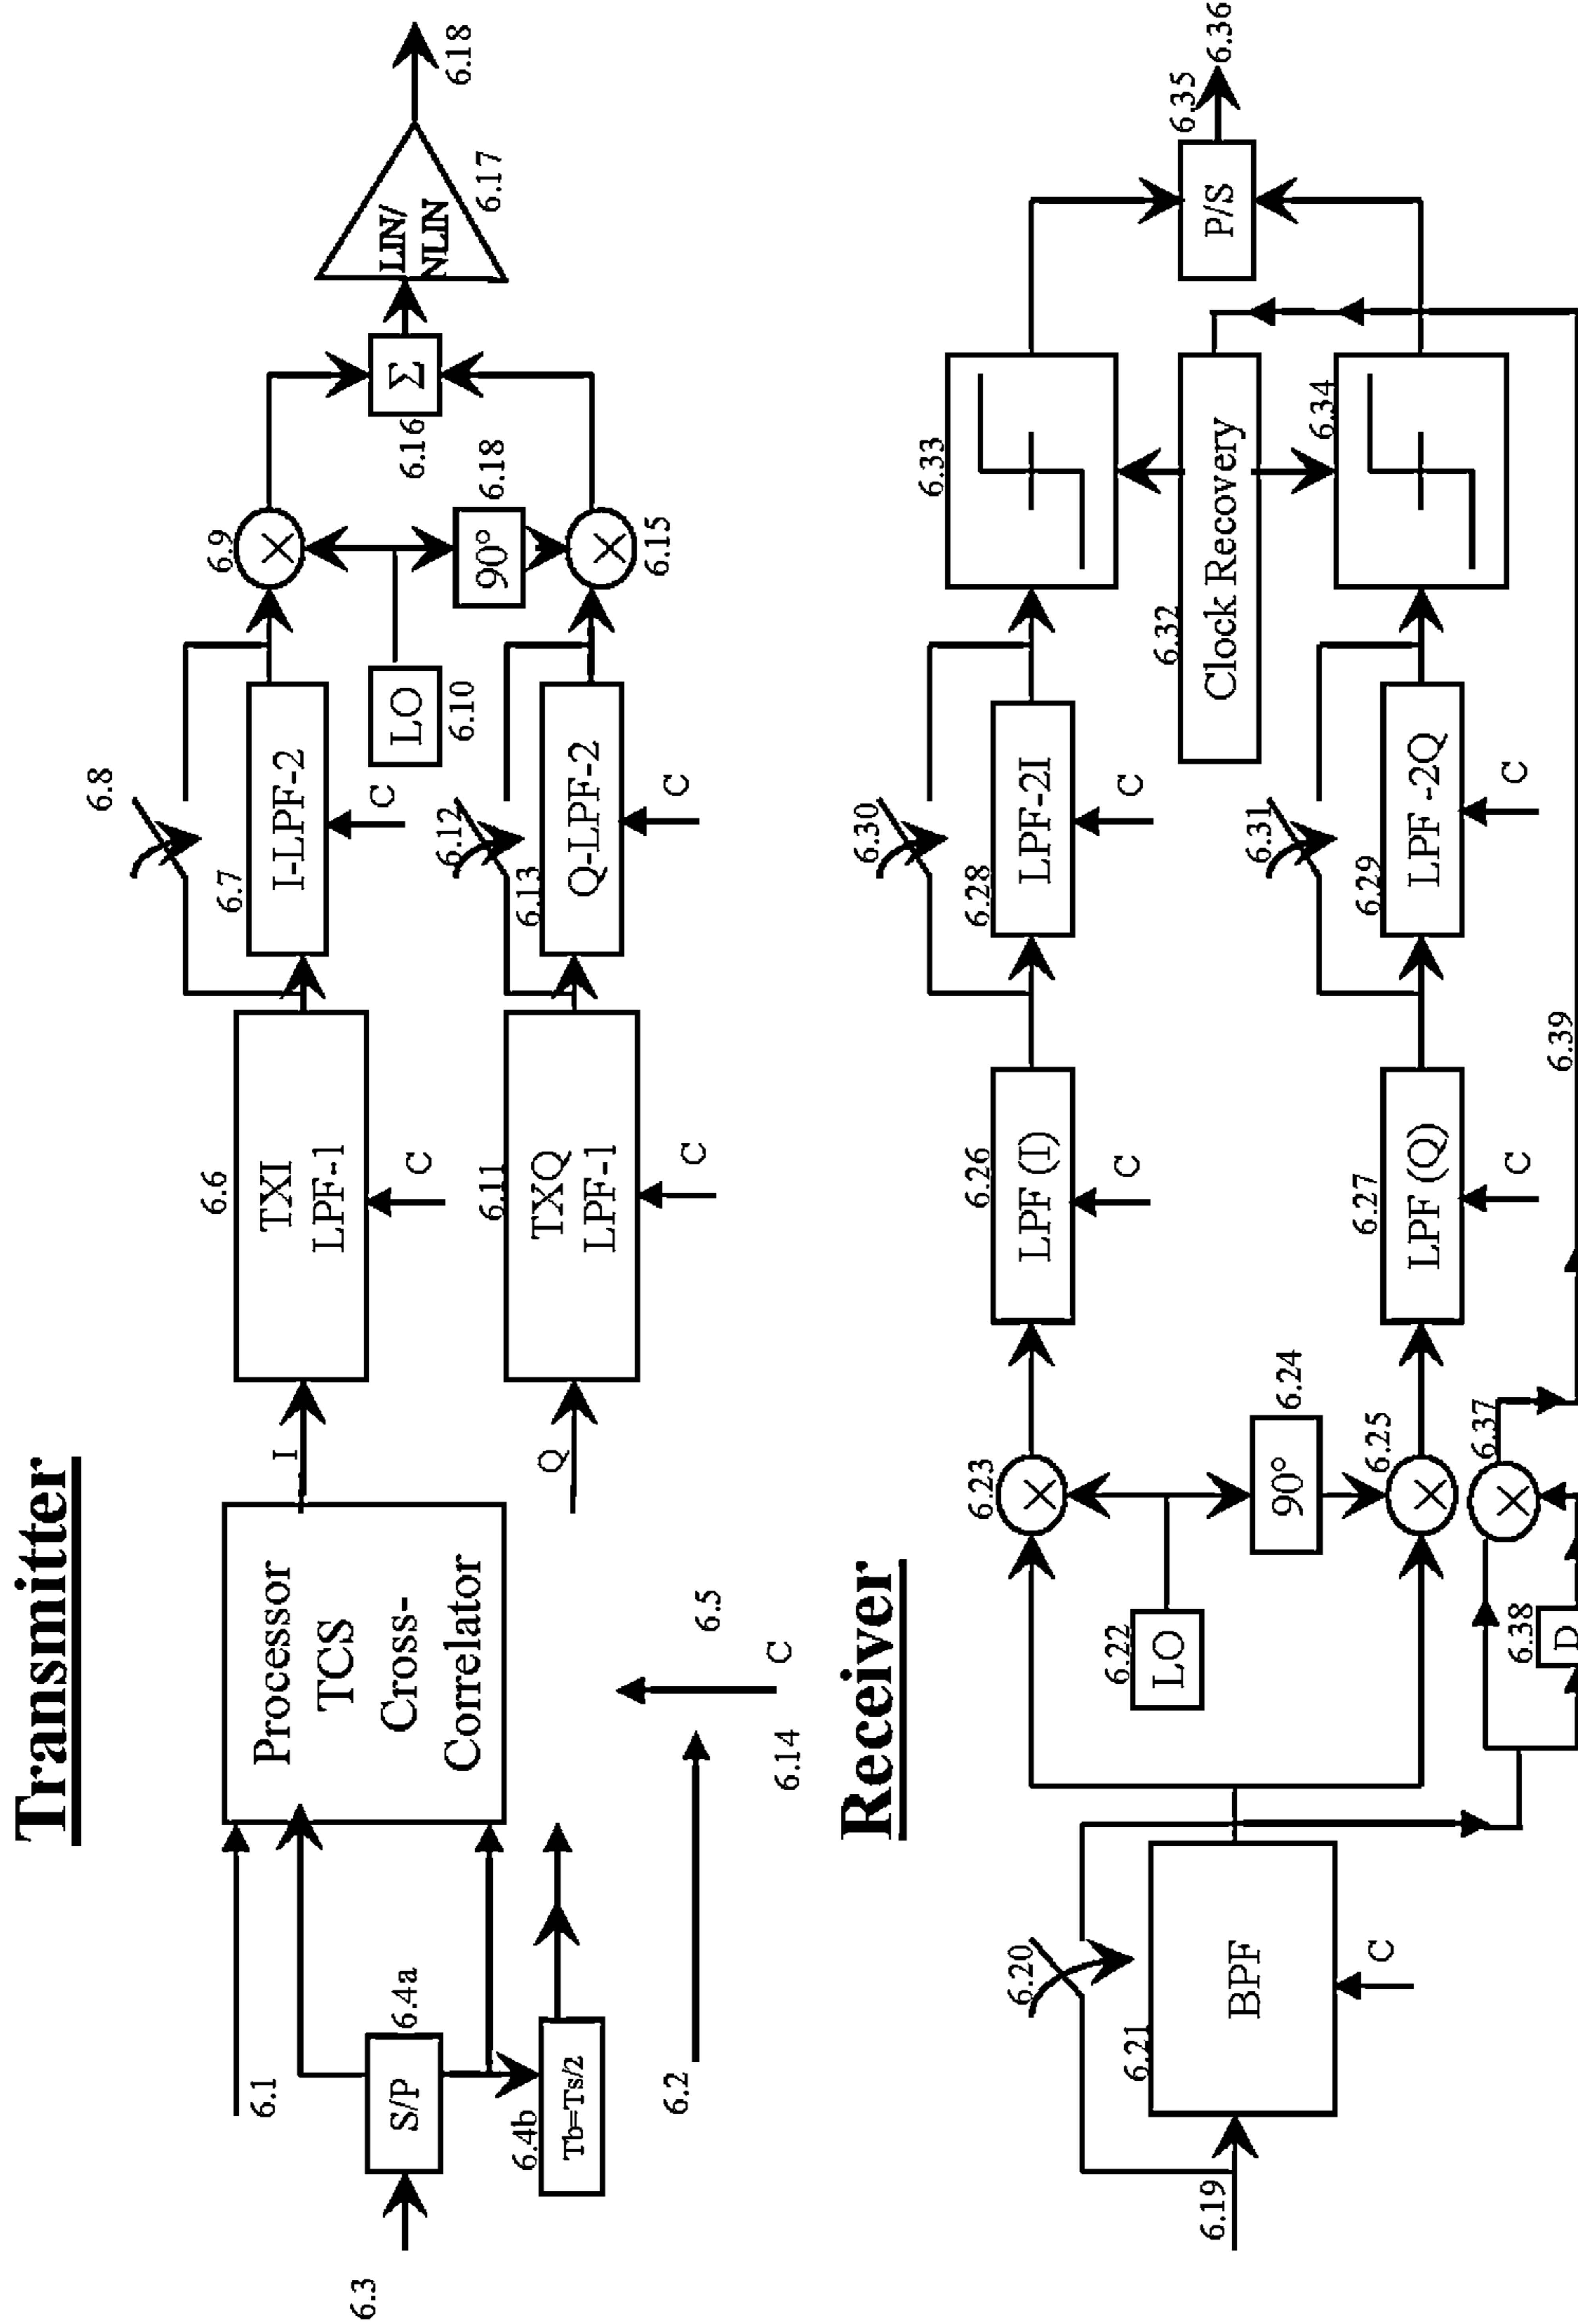 Transmitter
6.1
6.3
S/P
6.4a
6.4b
Tb=Ts/2
6.2
Processor
TCS
Cross-
Correlator
6.5
C
6.14
I
Q
6.6
TXI
LPF-1
C
6.11
TXQ
LPF-1
C
6.8
6.7
I-LPF-2
C
6.12
6.13
Q-LPF-2
C
6.9
LO
6.10
6.18
90°
6.15
6.16
Σ
LIN/
NLIN
6.17
6.18
Receiver
6.19
6.20
6.21
BPF
C
6.22
LO
6.23
6.24
90°
6.25
6.37
6.38
D
6.39
6.26
LPF (I)
C
6.27
LPF (Q)
C
6.30
6.28
LPF-2I
C
6.31
6.29
LPF -2Q
C
6.32
Clock Recovery
6.33
6.34
P/S
6.35
6.36